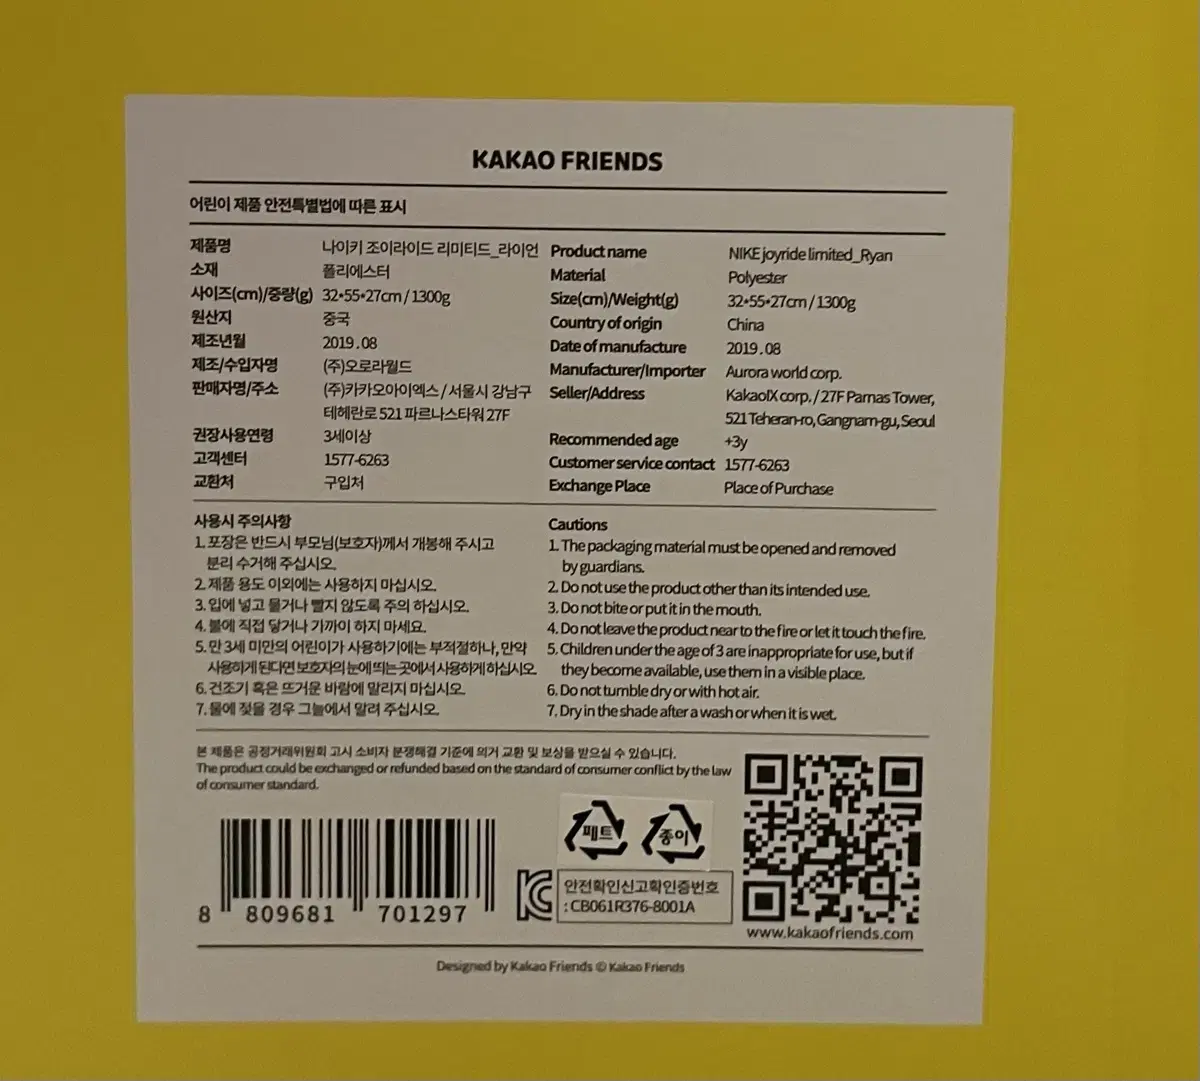 KAKAO FRIENDS
어린이 제품 안전특별법에 따른 표시
제품명 나이키 조이라이드 리미티드_라이언
소재 폴리에스터
사이즈(cm)/중량(g) 32*55*27cm / 1300g
원산지 중국
제조년월 2019.08
제조/수입자명 (주)오로라월드
판매자명/주소 (주)카카오아이엑스 / 서울시 강남구
테헤란로 521 파르나스타워 27F
권장사용연령 3세이상
고객센터 1577-6263
교환처 구입처
Product name NIKE joyride limited_Ryan
Material Polyester
Size(cm)/Weight(g) 32*55*27cm / 1300g
Country of origin China
Date of manufacture 2019.08
Manufacturer/Importer Aurora world corp.
Seller/Address KakaoIX corp. / 27F Parnas Tower,
521 Teheran-ro, Gangnam-gu, Seoul
Recommended age +3y
Customer service contact 1577-6263
Exchange Place Place of Purchase
사용시 주의사항
1. 포장은 반드시 부모님(보호자)께서 개봉해 주시고
분리 수거해 주십시오.
2. 제품 용도 이외에는 사용하지 마십시오.
3. 입에 넣고 물거나 빨지 않도록 주의 하십시오.
4. 불에 직접 닿거나 가까이 하지 마세요.
5. 만 3세 미만의 어린이가 사용하기에는 부적절하나, 만약
사용하게 된다면 보호자의 눈에 띄는 곳에서 사용하게 하십시오.
6. 건조기 혹은 뜨거운 바람에 말리지 마십시오.
7. 물에 젖을 경우 그늘에서 말려 주십시오.
Cautions
1. The packaging material must be opened and removed
by guardians.
2. Do not use the product other than its intended use.
3. Do not bite or put it in the mouth.
4. Do not leave the product near to the fire or let it touch the fire.
5. Children under the age of 3 are inappropriate for use, but if
they become available, use them in a visible place.
6. Do not tumble dry or with hot air.
7. Dry in the shade after a wash or when it is wet.
본 제품은 공정거래위원회 고시 소비자 분쟁해결 기준에 의거 교환 및 보상을 받으실 수 있습니다.
The product could be exchanged or refunded based on the standard of consumer conflict by the law
of consumer standard.
페트 종이
안전확인신고확인증번호
: CB061R376-8001A
8 809681 701297
www.kakaofriends.com
Designed by Kakao Friends © Kakao Friends